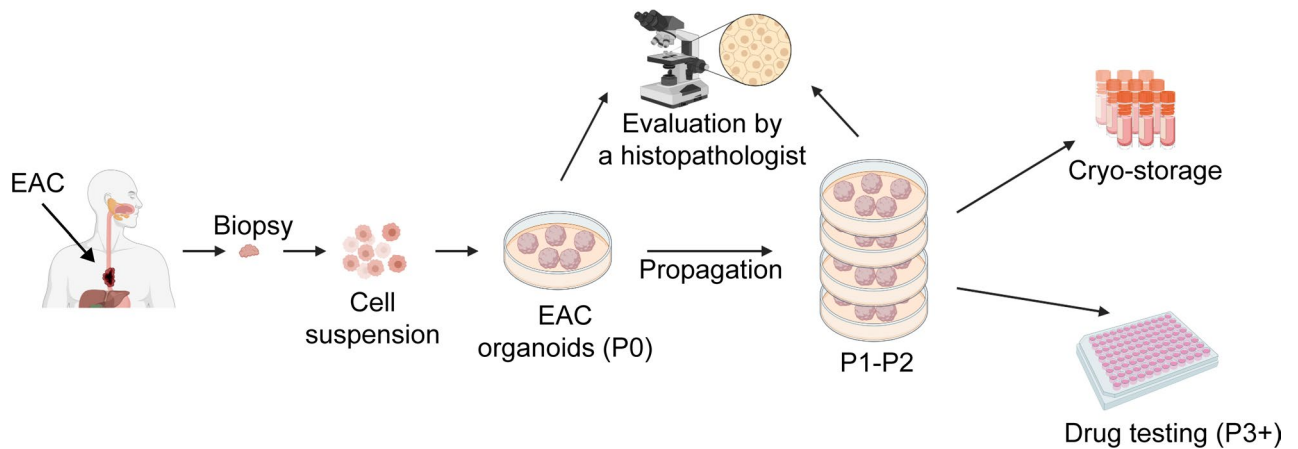 EAC
Biopsy
Cell
suspension
EAC
organoids (P0)
Evaluation by
a histopathologist
Propagation
P1-P2
Cryo-storage
Drug testing (P3+)